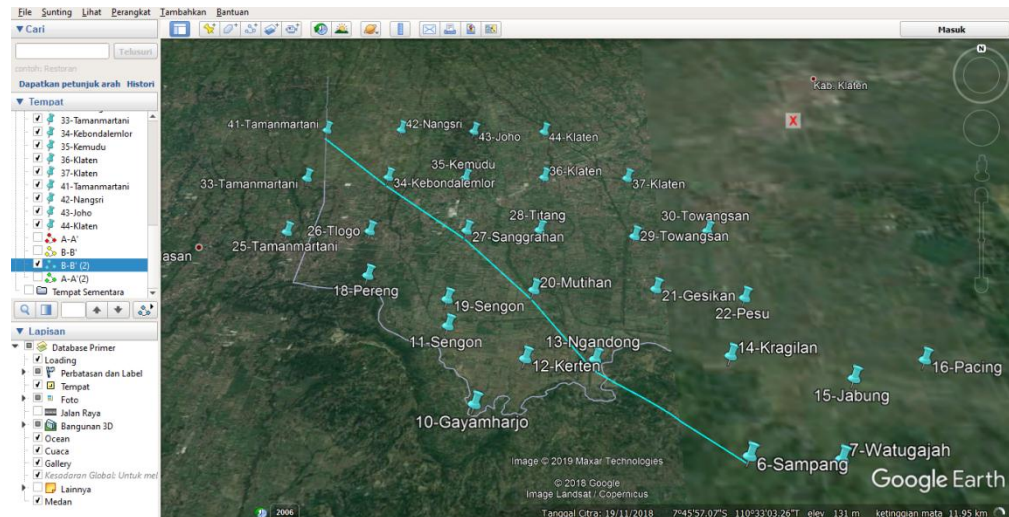 File Sunting Lihat Perangkat Tambahkan Bantuan
Cari
Masuk
Telusuri
contoh: Restoran
Dapatkan petunjuk arah Histori
Tempat
33-Tamanmartani
34-Kebondalemlor
35-Kemudu
36-Klaten
37-Klaten
41-Tamanmartani
42-Nangsri
43-Joho
44-Klaten
A-A'
B-B'
B-B' (2)
A-A'(2)
Tempat Sementara
Lapisan
Database Primer
Loading
Perbatasan dan Label
Tempat
Foto
Jalan Raya
Bangunan 3D
Ocean
Cuaca
Gallery
Kesadaran Global: Untuk mel
Lainnya
Medan
N
Kab. Klaten
X
41-Tamanmartani
42-Nangsri
43-Joho
44-Klaten
33-Tamanmartani
34-Kebondalemlor
35-Kemudu
36-Klaten
37-Klaten
asan
25-Tamanmartani
26-Tlogo
27-Sanggrahan
28-Titang
29-Towangsan
30-Towangsan
18-Pereng
19-Sengon
20-Mutihan
21-Gesikan
22-Pesu
11-Sengon
12-Kerten
13-Ngandong
14-Kragilan
15-Jabung
16-Pacing
10-Gayamharjo
6-Sampang
7-Watugajah
Image © 2019 Maxar Technologies
© 2018 Google
Image Landsat / Copernicus
Google Earth
2006
Tanggal Citra: 19/11/2018 7°45'57.07"S 110°33'03.26"T elev 131 m ketinggian mata 11.95 km